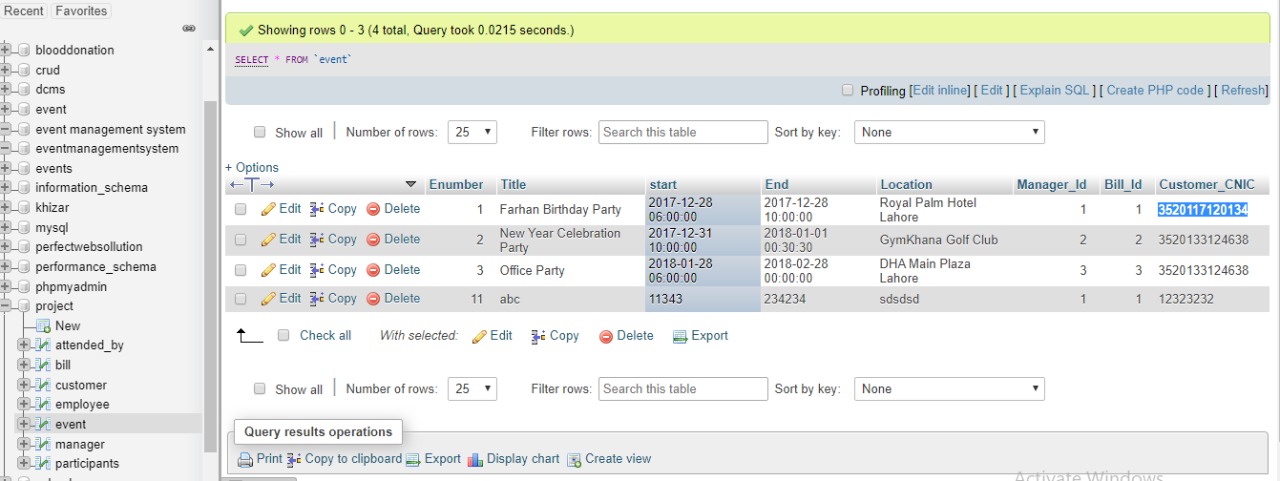 Recent Favorites
blooddonation
crud
dcms
event
event management system
eventmanagementsystem
events
information_schema
khizar
mysql
perfectwebsollution
performance_schema
phpmyadmin
project
New
attended_by
bill
customer
employee
event
manager
participants
Showing rows 0 - 3 (4 total, Query took 0.0215 seconds.)
SELECT * FROM `event`
Profiling [Edit inline] [ Edit ] [ Explain SQL ] [ Create PHP code ] [ Refresh]
Show all Number of rows: 25 Filter rows: Search this table Sort by key: None
+ Options
←T→ Enumber Title start End Location Manager_Id Bill_Id Customer_CNIC
Edit Copy Delete 1 Farhan Birthday Party 2017-12-28 06:00:00 2017-12-28 10:00:00 Royal Palm Hotel Lahore 1 1 3520117120134
Edit Copy Delete 2 New Year Celebration Party 2017-12-31 10:00:00 2018-01-01 00:30:30 GymKhana Golf Club 2 2 3520133124638
Edit Copy Delete 3 Office Party 2018-01-28 06:00:00 2018-02-28 00:00:00 DHA Main Plaza Lahore 3 3 3520133124638
Edit Copy Delete 11 abc 11343 234234 sdsdsd 1 1 12323232
Check all With selected: Edit Copy Delete Export
Show all Number of rows: 25 Filter rows: Search this table Sort by key: None
Query results operations
Print Copy to clipboard Export Display chart Create view
Activate Windows